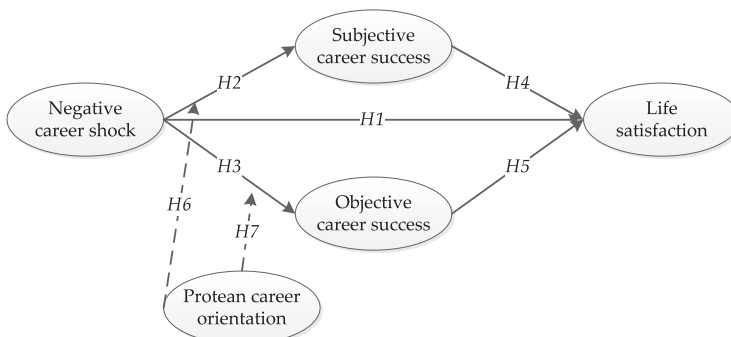 Subjective
career success
H2
H4
Negative
career shock
H1
Life
satisfaction
H3
H5
H6
Objective
career success
H7
Protean career
orientation